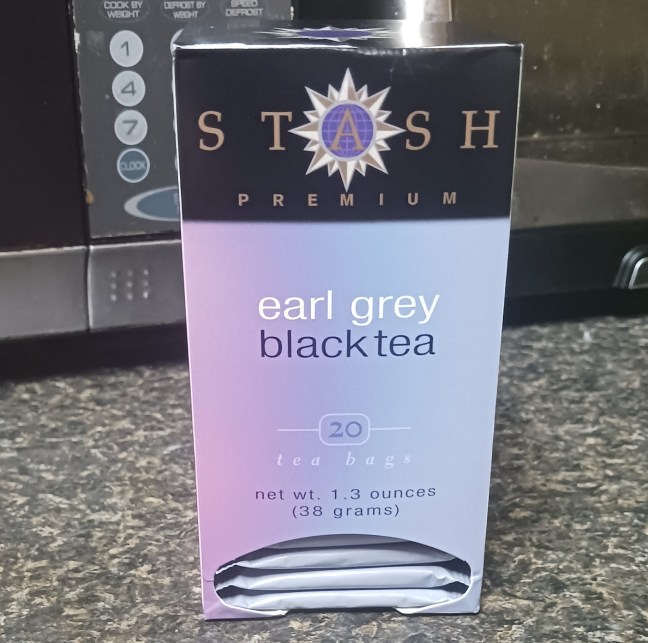 COOK BY
WEIGHT
DEFROST BY
WEIGHT
SPEED
DEFROST
1
4
7
CLOCK
STASH
PREMIUM
earl grey
black tea
20
tea bags
net wt. 1.3 ounces
(38 grams)